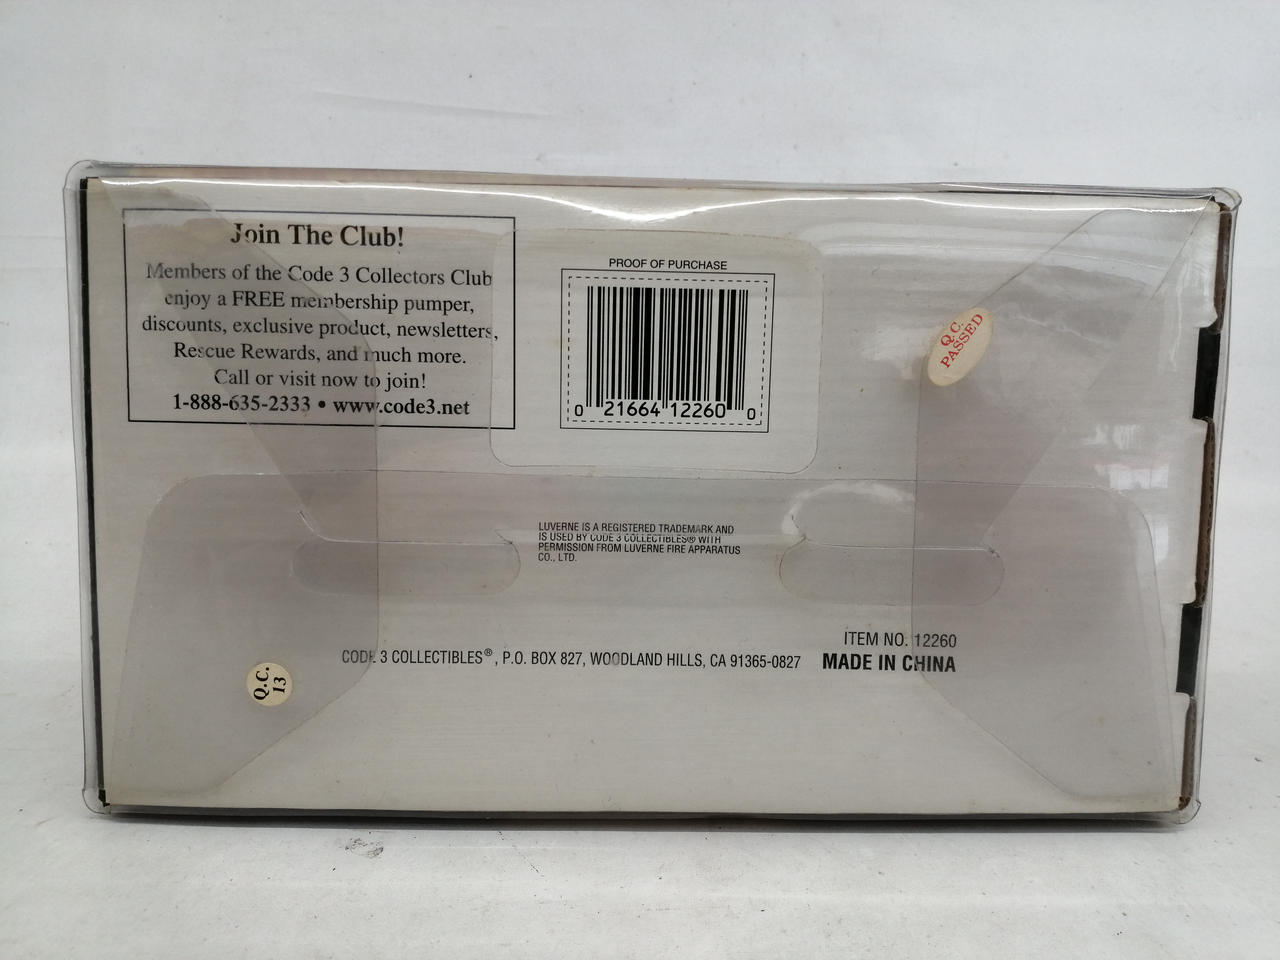 Join The Club!
Members of the Code 3 Collectors Club
enjoy a FREE membership pumper,
discounts, exclusive product, newsletters,
Rescue Rewards, and much more.
Call or visit now to join!
1-888-635-2333 • www.code3.net
PROOF OF PURCHASE
0 21664 12260 0
Q.C.
PASSED
LUVERNE IS A REGISTERED TRADEMARK AND
IS USED BY CODE 3 COLLECTIBLES® WITH
PERMISSION FROM LUVERNE FIRE APPARATUS
CO., LTD.
ITEM NO. 12260
CODE 3 COLLECTIBLES®, P.O. BOX 827, WOODLAND HILLS, CA 91365-0827 MADE IN CHINA
Q.C.
13